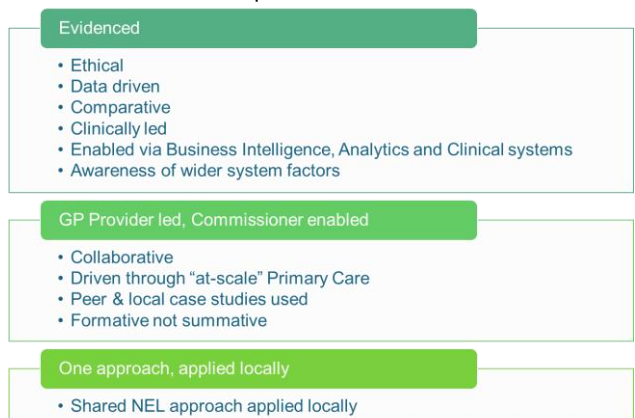 Evidenced
• Ethical
• Data driven
• Comparative
• Clinically led
• Enabled via Business Intelligence, Analytics and Clinical systems
• Awareness of wider system factors
GP Provider led, Commissioner enabled
• Collaborative
• Driven through “at-scale” Primary Care
• Peer & local case studies used
• Formative not summative
One approach, applied locally
• Shared NEL approach applied locally